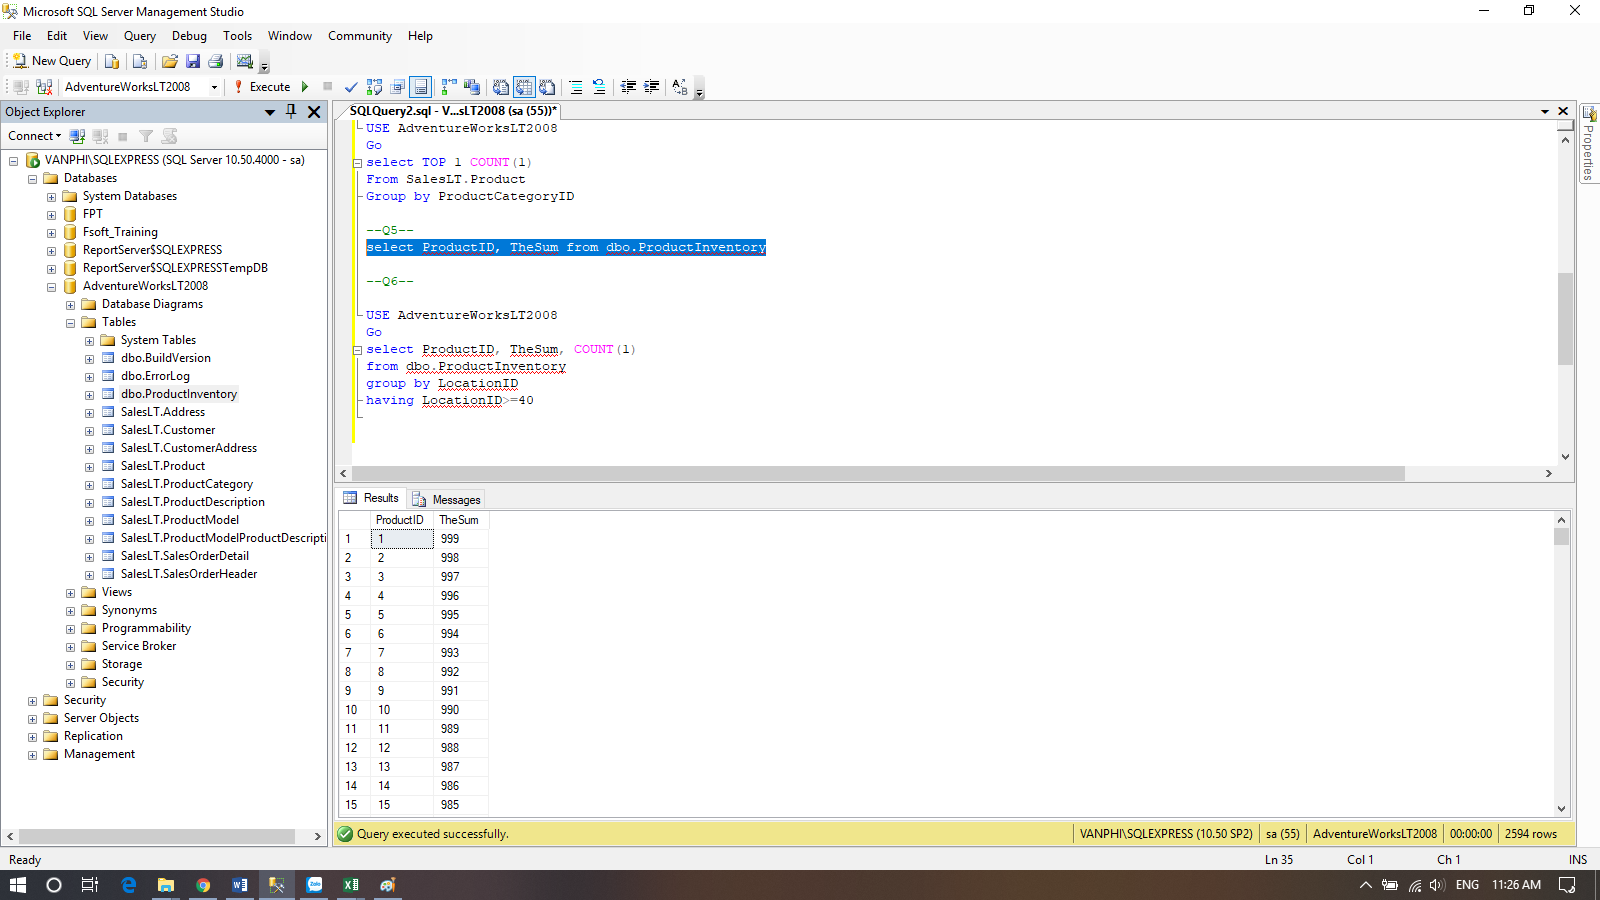 Microsoft SQL Server Management Studio
File Edit View Query Debug Tools Window Community Help
New Query
AdventureWorksLT2008 Execute
Object Explorer
Connect
VANPHI\SQLEXPRESS (SQL Server 10.50.4000 - sa)
Databases
System Databases
FPT
Fsoft_Training
ReportServer$SQLEXPRESS
ReportServer$SQLEXPRESSTempDB
AdventureWorksLT2008
Database Diagrams
Tables
System Tables
dbo.BuildVersion
dbo.ErrorLog
dbo.ProductInventory
SalesLT.Address
SalesLT.Customer
SalesLT.CustomerAddress
SalesLT.Product
SalesLT.ProductCategory
SalesLT.ProductDescription
SalesLT.ProductModel
SalesLT.ProductModelProductDescripti
SalesLT.SalesOrderDetail
SalesLT.SalesOrderHeader
Views
Synonyms
Programmability
Service Broker
Storage
Security
Security
Server Objects
Replication
Management
SQLQuery2.sql - V...sLT2008 (sa (55))*
USE AdventureWorksLT2008
Go
select TOP 1 COUNT(1)
From SalesLT.Product
Group by ProductCategoryID
--Q5--
select ProductID, TheSum from dbo.ProductInventory
--Q6--
USE AdventureWorksLT2008
Go
select ProductID, TheSum, COUNT(1)
from dbo.ProductInventory
group by LocationID
having LocationID>=40
Properties
Results Messages
ProductID TheSum
1 1 999
2 2 998
3 3 997
4 4 996
5 5 995
6 6 994
7 7 993
8 8 992
9 9 991
10 10 990
11 11 989
12 12 988
13 13 987
14 14 986
15 15 985
Query executed successfully. VANPHI\SQLEXPRESS (10.50 SP2) sa (55) AdventureWorksLT2008 00:00:00 2594 rows
Ready Ln 35 Col 1 Ch 1 INS
Zalo ENG 11:26 AM